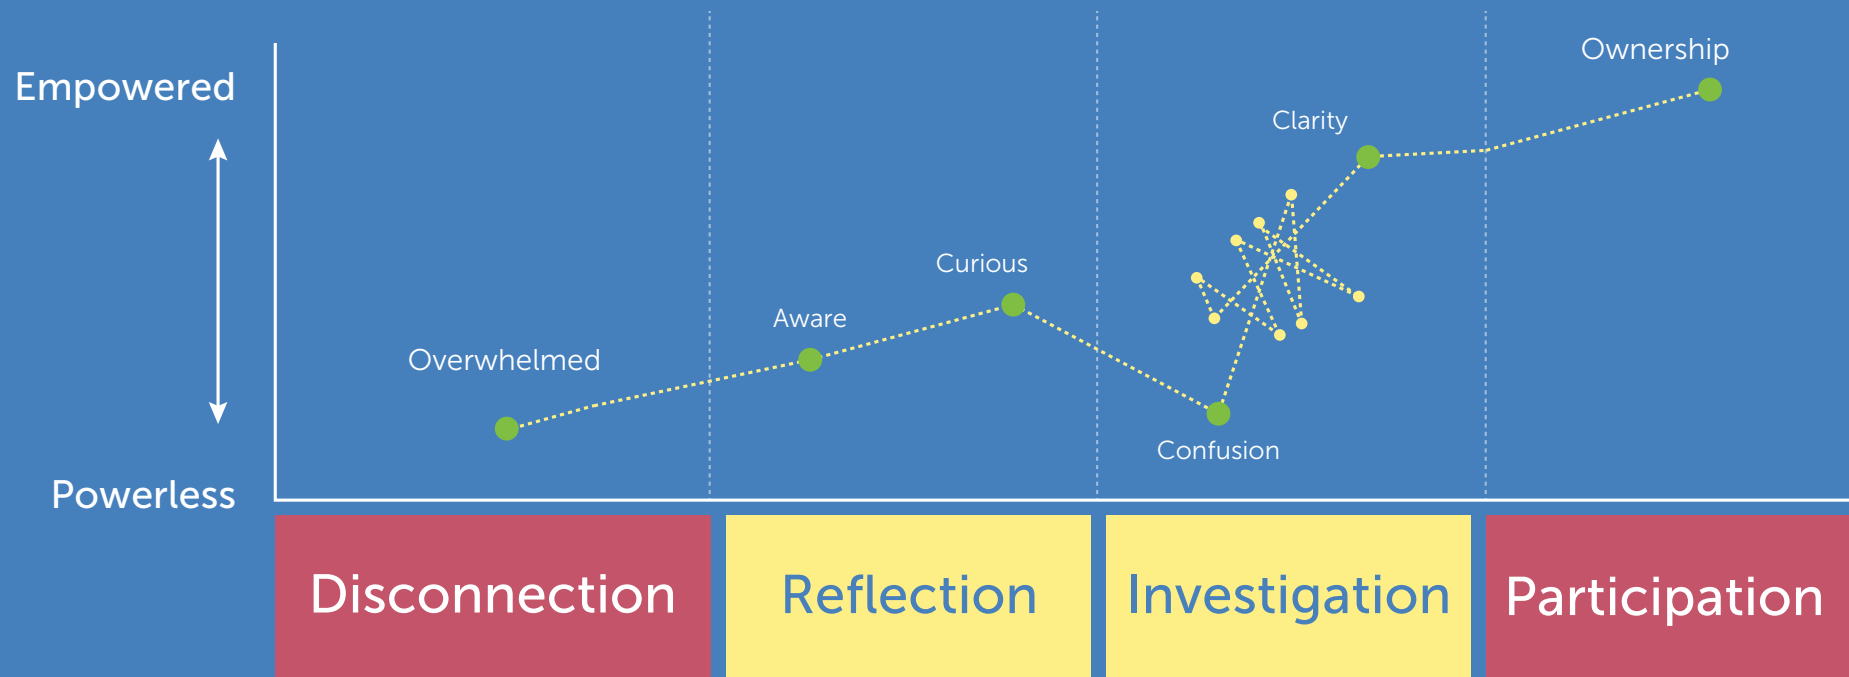 Empowered
Powerless
Overwhelmed
Aware
Curious
Confusion
Clarity
Ownership
Disconnection
Reflection
Investigation
Participation